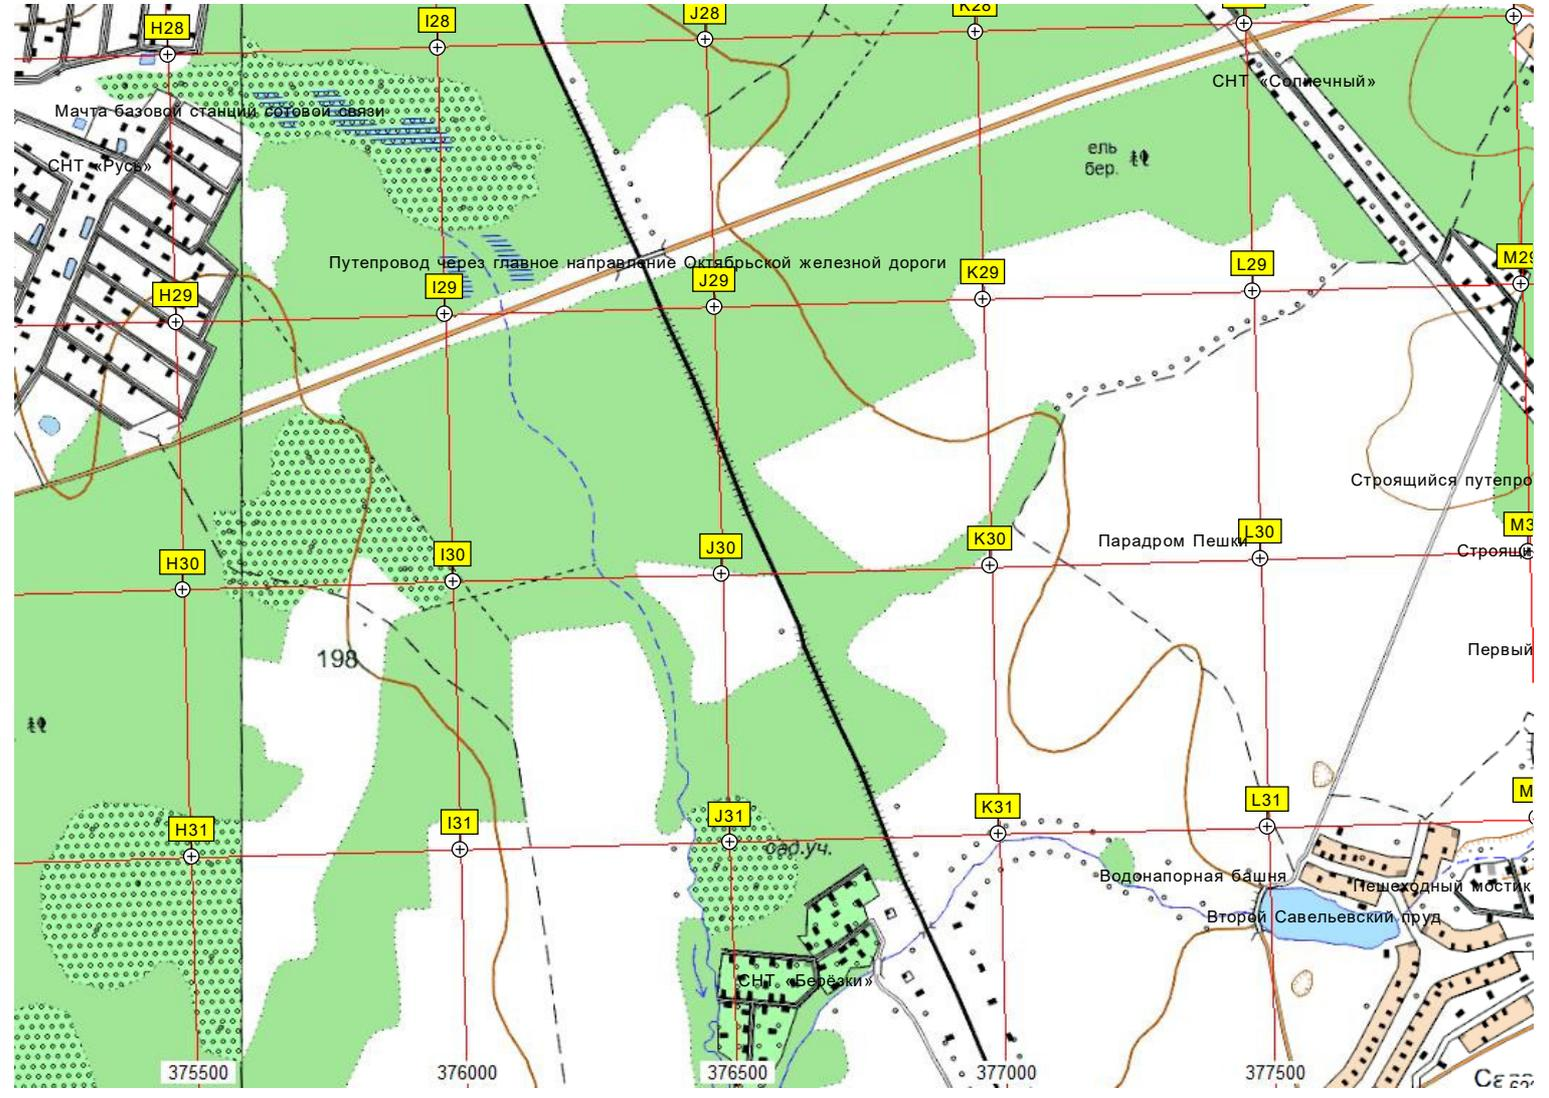 H28
I28
J28
K28
СНТ «Солнечный»
Мачта базовой станции сотовой связи
СНТ «Русь»
ель
бер.
Путепровод через главное направление Октябрьской железной дороги
H29
I29
J29
K29
L29
M29
Строящийся путепро
H30
I30
J30
K30
Парадром Пешки
L30
M3
Строящи
198
Первый
H31
I31
J31
K31
L31
M
сад.уч.
Водонапорная башня
Пешеходный мостик
Второй Савельевский пруд
СНТ «Берёзки»
375500
376000
376500
377000
377500